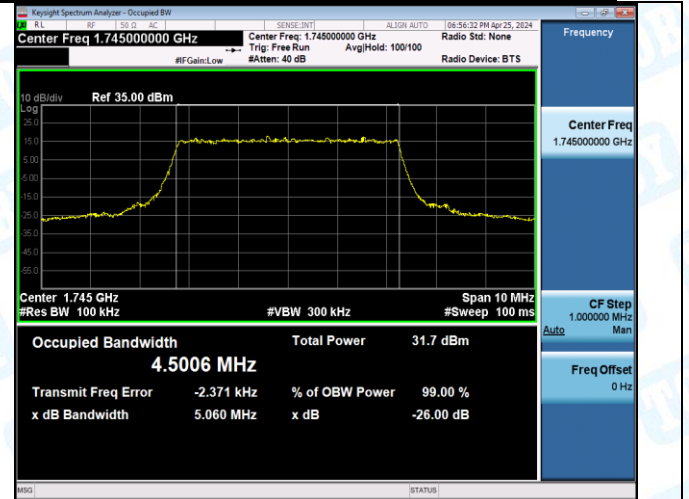 Keysight Spectrum Analyzer - Occupied BW
RL RF 50 Ω AC SENSE:INT ALIGN AUTO 06:56:32 PM Apr 25, 2024
Center Freq 1.745000000 GHz
Center Freq: 1.745000000 GHz
Radio Std: None
Trig: Free Run Avg|Hold: 100/100
#IFGain:Low
#Atten: 40 dB
Radio Device: BTS
Frequency
10 dB/div
Ref 35.00 dBm
Log
25.0
15.0
5.00
-5.00
-15.0
-25.0
-35.0
-45.0
-55.0
Center Freq
1.745000000 GHz
Center 1.745 GHz
Span 10 MHz
#Res BW 100 kHz
#VBW 300 kHz
#Sweep 100 ms
CF Step
1.000000 MHz
Auto Man
Occupied Bandwidth
4.5006 MHz
Total Power
31.7 dBm
Transmit Freq Error
-2.371 kHz
% of OBW Power
99.00 %
x dB Bandwidth
5.060 MHz
x dB
-26.00 dB
Freq Offset
0 Hz
MSG
STATUS